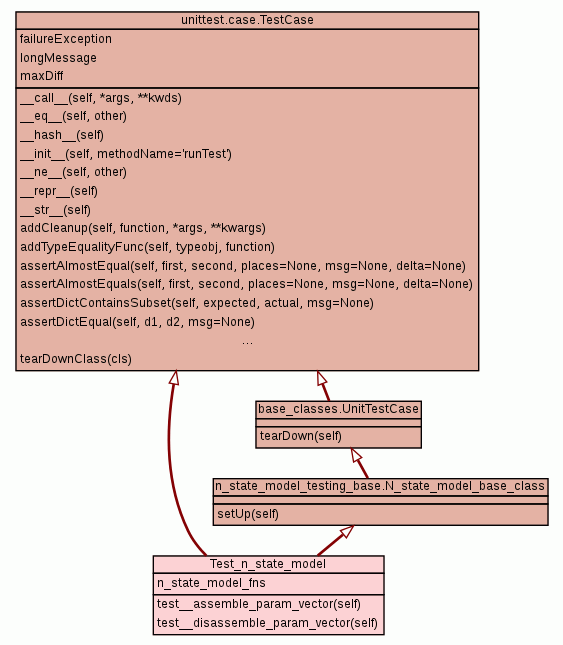 unittest.case.TestCase
failureException
longMessage
maxDiff
__call__(self, *args, **kwds)
__eq__(self, other)
__hash__(self)
__init__(self, methodName='runTest')
__ne__(self, other)
__repr__(self)
__str__(self)
addCleanup(self, function, *args, **kwargs)
addTypeEqualityFunc(self, typeobj, function)
assertAlmostEqual(self, first, second, places=None, msg=None, delta=None)
assertAlmostEquals(self, first, second, places=None, msg=None, delta=None)
assertDictContainsSubset(self, expected, actual, msg=None)
assertDictEqual(self, d1, d2, msg=None)
...
tearDownClass(cls)
base_classes.UnitTestCase
tearDown(self)
n_state_model_testing_base.N_state_model_base_class
setUp(self)
Test_n_state_model
n_state_model_fns
test__assemble_param_vector(self)
test__disassemble_param_vector(self)